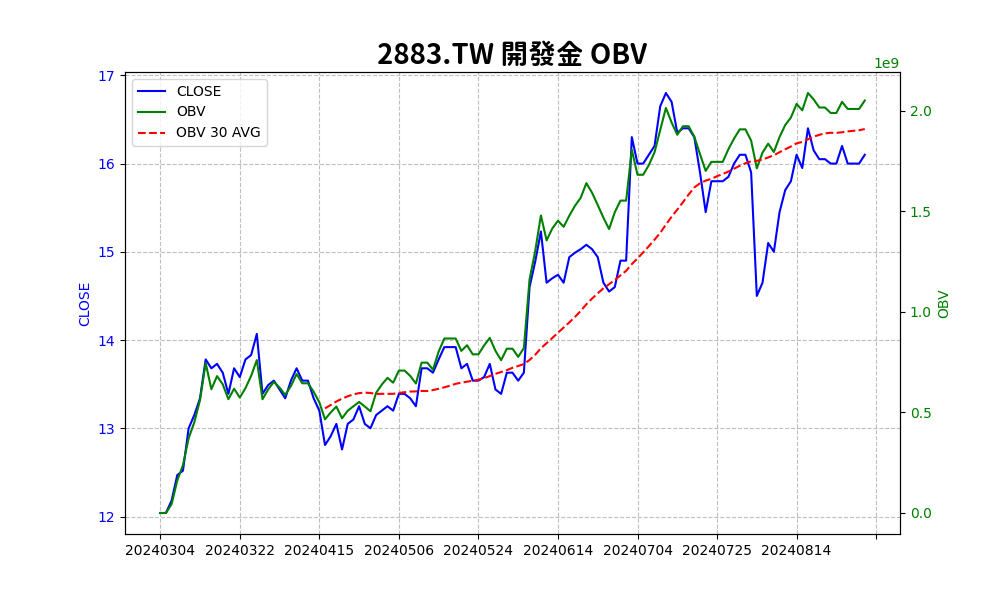 2883.TW 開發金 OBV
1e9
CLOSE
OBV
OBV 30 AVG
17
16
15
14
13
12
CLOSE
2.0
1.5
1.0
0.5
0.0
OBV
20240304 20240322 20240415 20240506 20240524 20240614 20240704 20240725 20240814